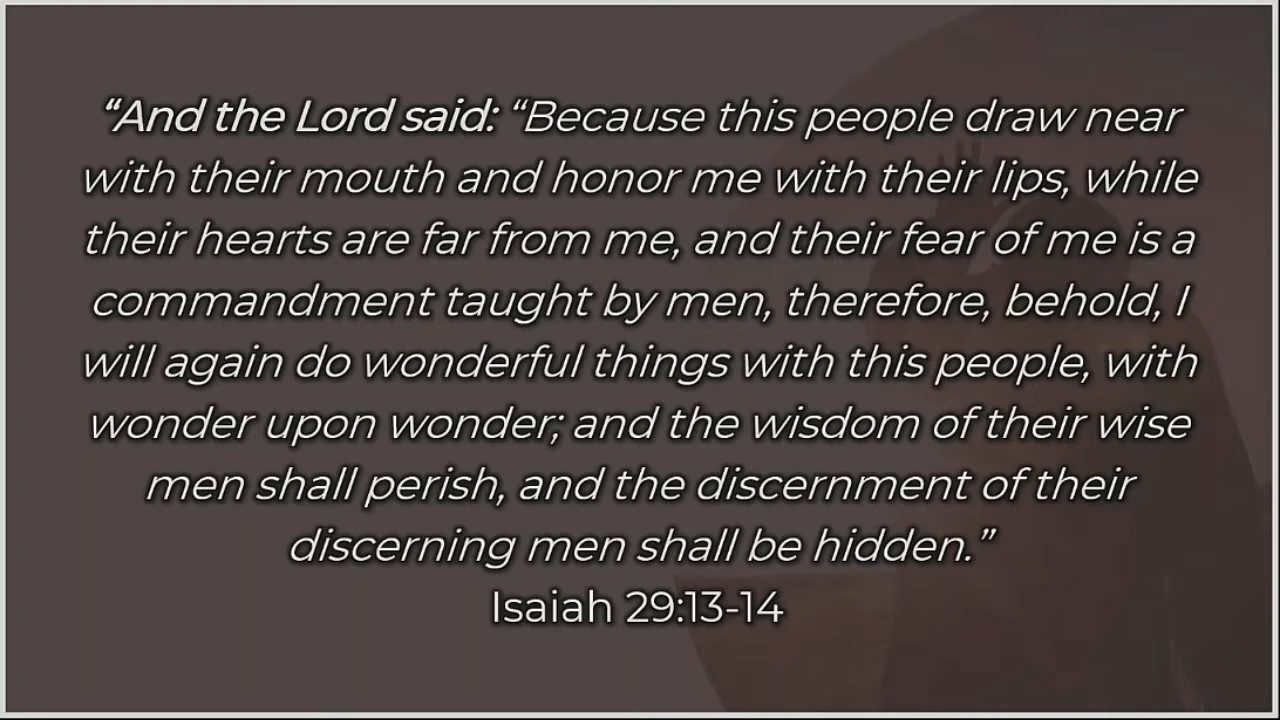 “And the Lord said: “Because this people draw near
with their mouth and honor me with their lips, while
their hearts are far from me, and their fear of me is a
commandment taught by men, therefore, behold, I
will again do wonderful things with this people, with
wonder upon wonder; and the wisdom of their wise
men shall perish, and the discernment of their
discerning men shall be hidden.”
Isaiah 29:13-14